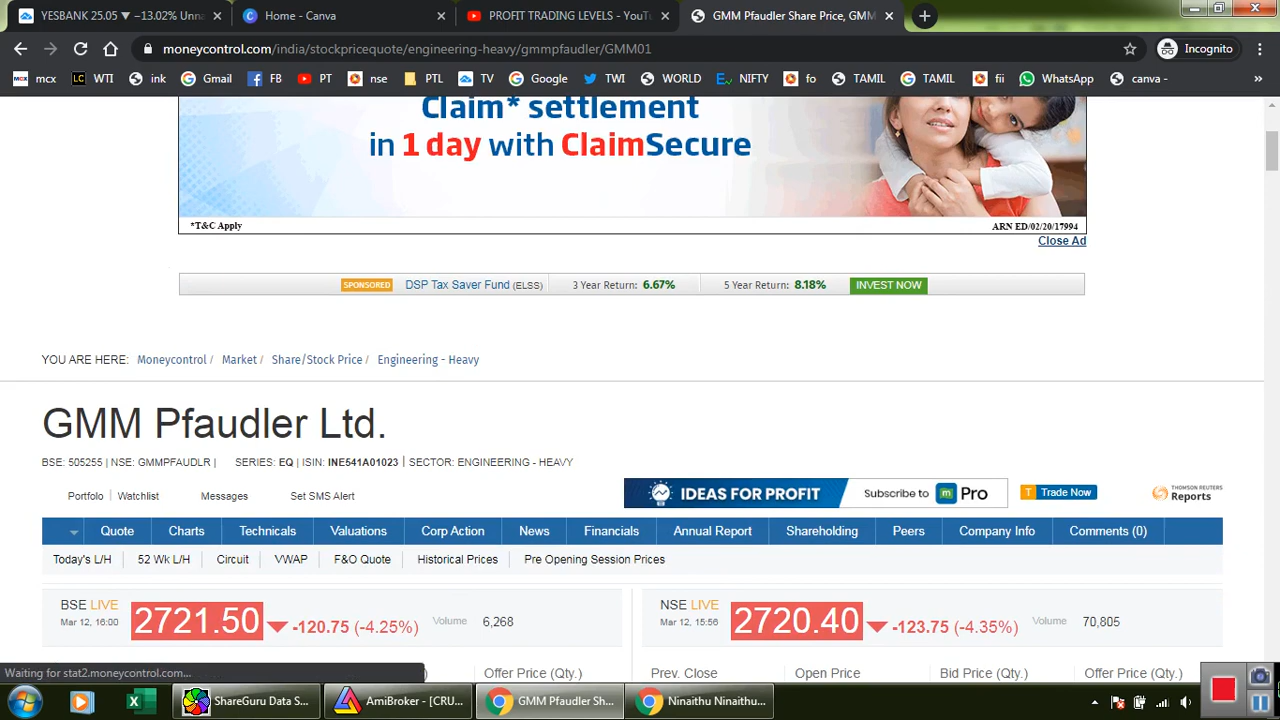 YESBANK 25.05 ▼ −13.02% Unna
Home - Canva
PROFIT TRADING LEVELS - YouTu
GMM Pfaudler Share Price, GMM
moneycontrol.com/india/stockpricequote/engineering-heavy/gmmpfaudler/GMM01
Incognito
mcx
WTI
ink
Gmail
FB
PT
nse
PTL
TV
Google
TWI
WORLD
NIFTY
fo
TAMIL
TAMIL
fii
WhatsApp
canva -
»
Claim* settlement
in 1 day with ClaimSecure
*T&C Apply
ARN ED/02/20/17994
Close Ad
SPONSORED DSP Tax Saver Fund (ELSS) 3 Year Return: 6.67% 5 Year Return: 8.18% INVEST NOW
YOU ARE HERE: Moneycontrol / Market / Share/Stock Price / Engineering - Heavy
GMM Pfaudler Ltd.
BSE: 505255 | NSE: GMMPFAUDLR | SERIES: EQ | ISIN: INE541A01023 | SECTOR: ENGINEERING - HEAVY
Portfolo | Watchlist Messages Set SMS Alert
IDEAS FOR PROFIT Subscribe to m Pro
T Trade Now
THOMSON REUTERS
Reports
Quote Charts Technicals Valuations Corp Action News Financials Annual Report Shareholding Peers Company Info Comments (0)
Today's L/H 52 Wk L/H Circuit VWAP F&O Quote Historical Prices Pre Opening Session Prices
BSE LIVE
Mar 12, 16:00
2721.50 -120.75 (-4.25%) Volume 6,268
NSE LIVE
Mar 12, 15:56
2720.40 -123.75 (-4.35%) Volume 70,805
Waiting for stat2.moneycontrol.com...
Offer Price (Qty.) Prev. Close Open Price Bid Price (Qty.) Offer Price (Qty.)
ShareGuru Data S...
AmiBroker - [CRU...
GMM Pfaudler Sh...
Ninaithu Ninaithu...